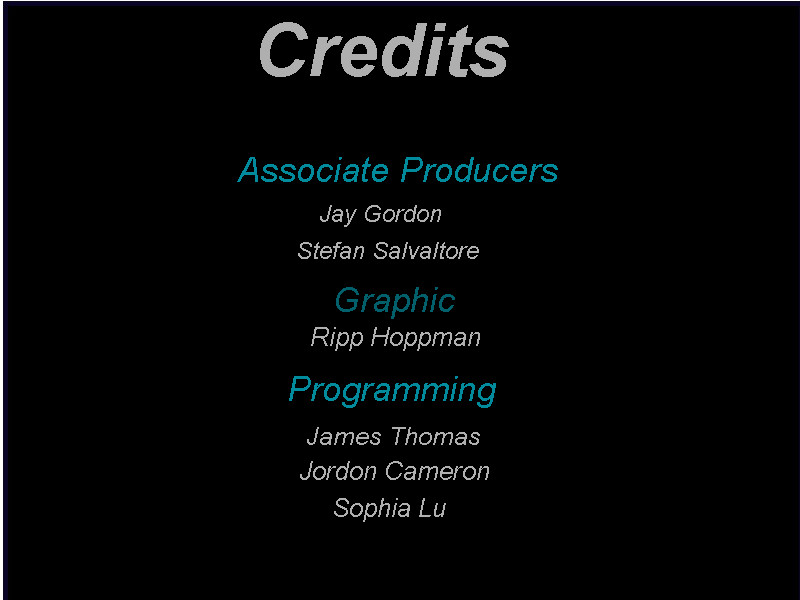 Credits
Associate Producers
Jay Gordon
Stefan Salvaltore
Graphic
Ripp Hoppman
Programming
James Thomas
Jordon Cameron
Sophia Lu